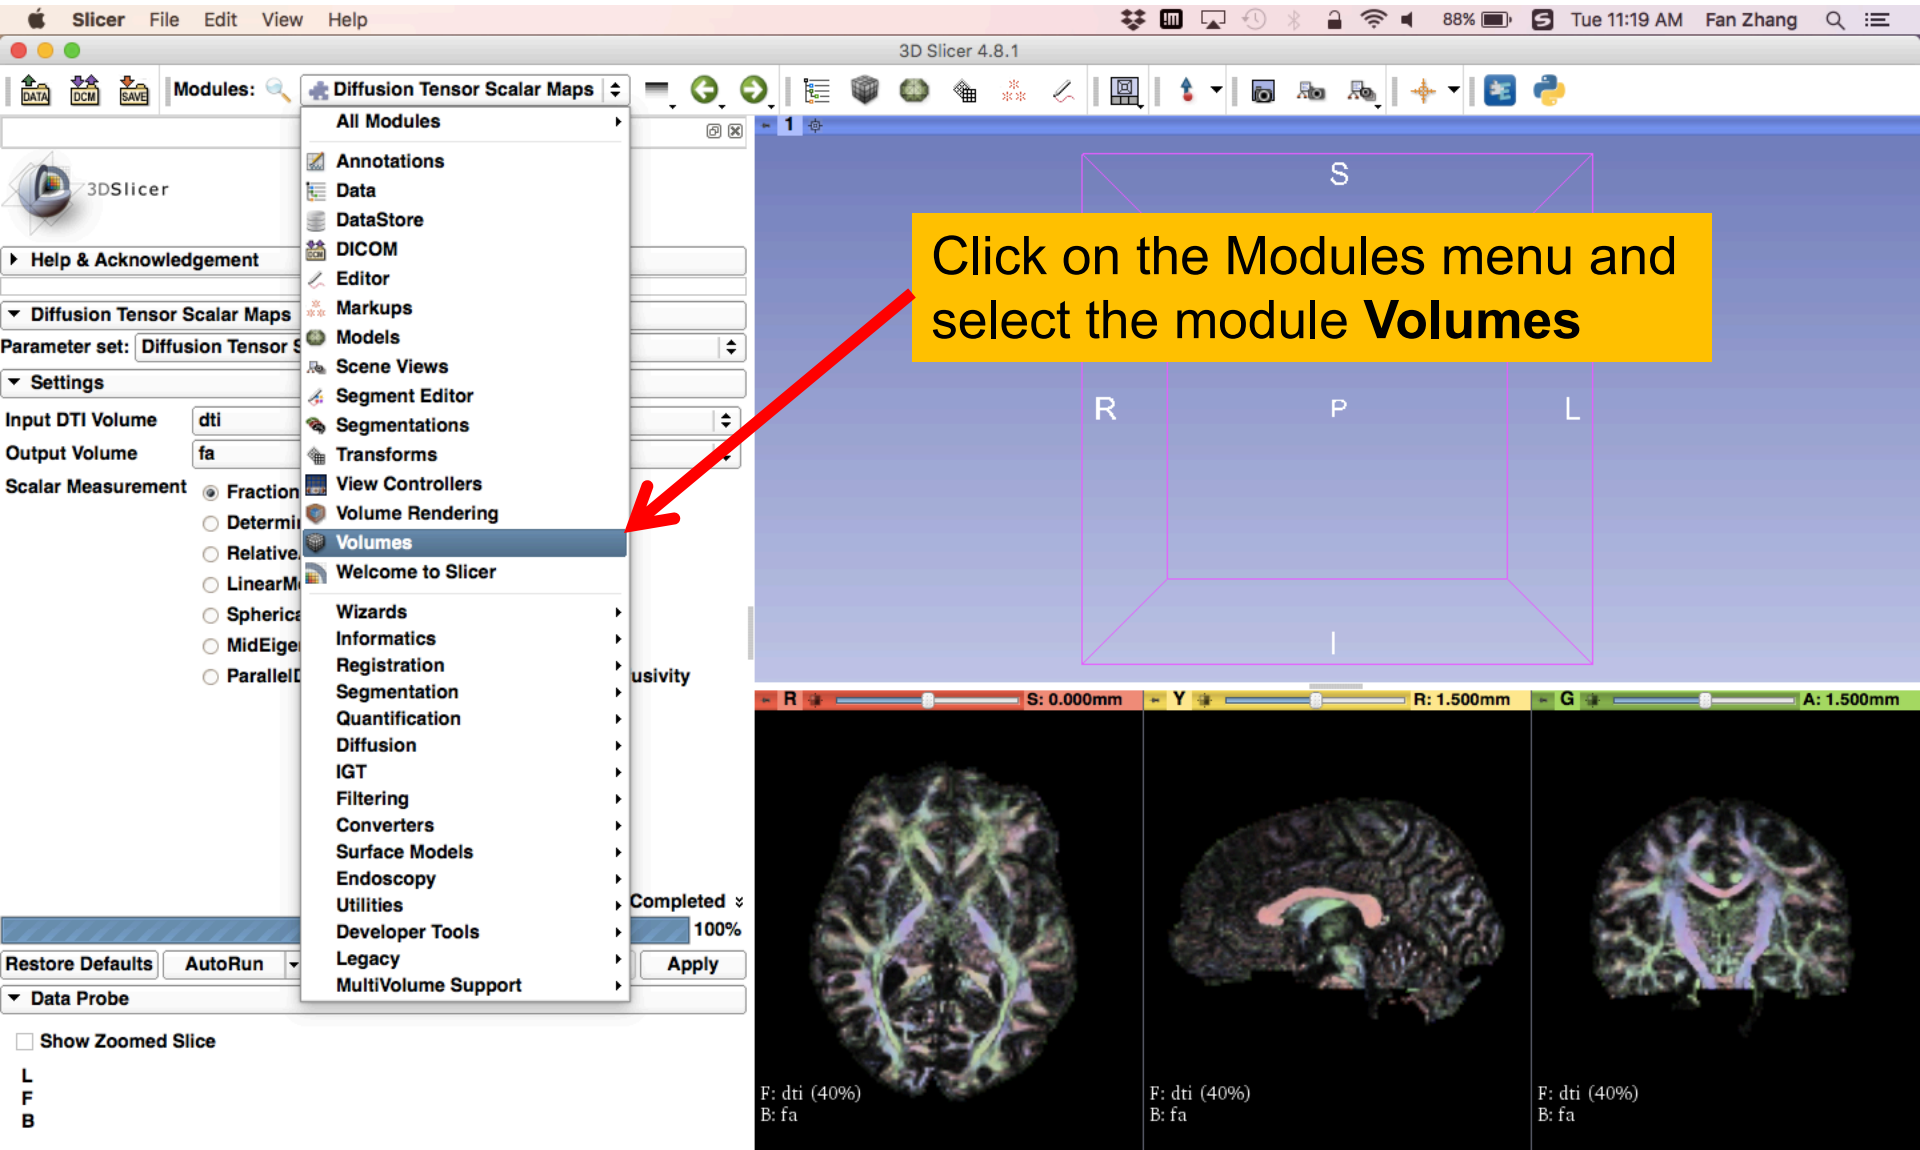 Slicer File Edit View Help 88% Tue 11:19 AM Fan Zhang
3D Slicer 4.8.1
DATA DCM SAVE Modules: Diffusion Tensor Scalar Maps
All Modules
Annotations
Data
DataStore
DICOM
Editor
Markups
Models
Scene Views
Segment Editor
Segmentations
Transforms
View Controllers
Volume Rendering
Volumes
Welcome to Slicer
Wizards
Informatics
Registration
Segmentation
Quantification
Diffusion
IGT
Filtering
Converters
Surface Models
Endoscopy
Utilities
Developer Tools
Legacy
MultiVolume Support
3DSlicer
Help & Acknowledgement
Diffusion Tensor Scalar Maps
Parameter set: Diffusion Tensor S
Settings
Input DTI Volume dti
Output Volume fa
Scalar Measurement Fraction
Determi
Relative
LinearM
Spherica
MidEige
ParallelD
usivity
Completed
100%
Restore Defaults AutoRun Apply
Data Probe
Show Zoomed Slice
L
F
B
1
S
R P L
I
Click on the Modules menu and
select the module Volumes
R S: 0.000mm
Y R: 1.500mm
G A: 1.500mm
F: dti (40%)
B: fa
F: dti (40%)
B: fa
F: dti (40%)
B: fa